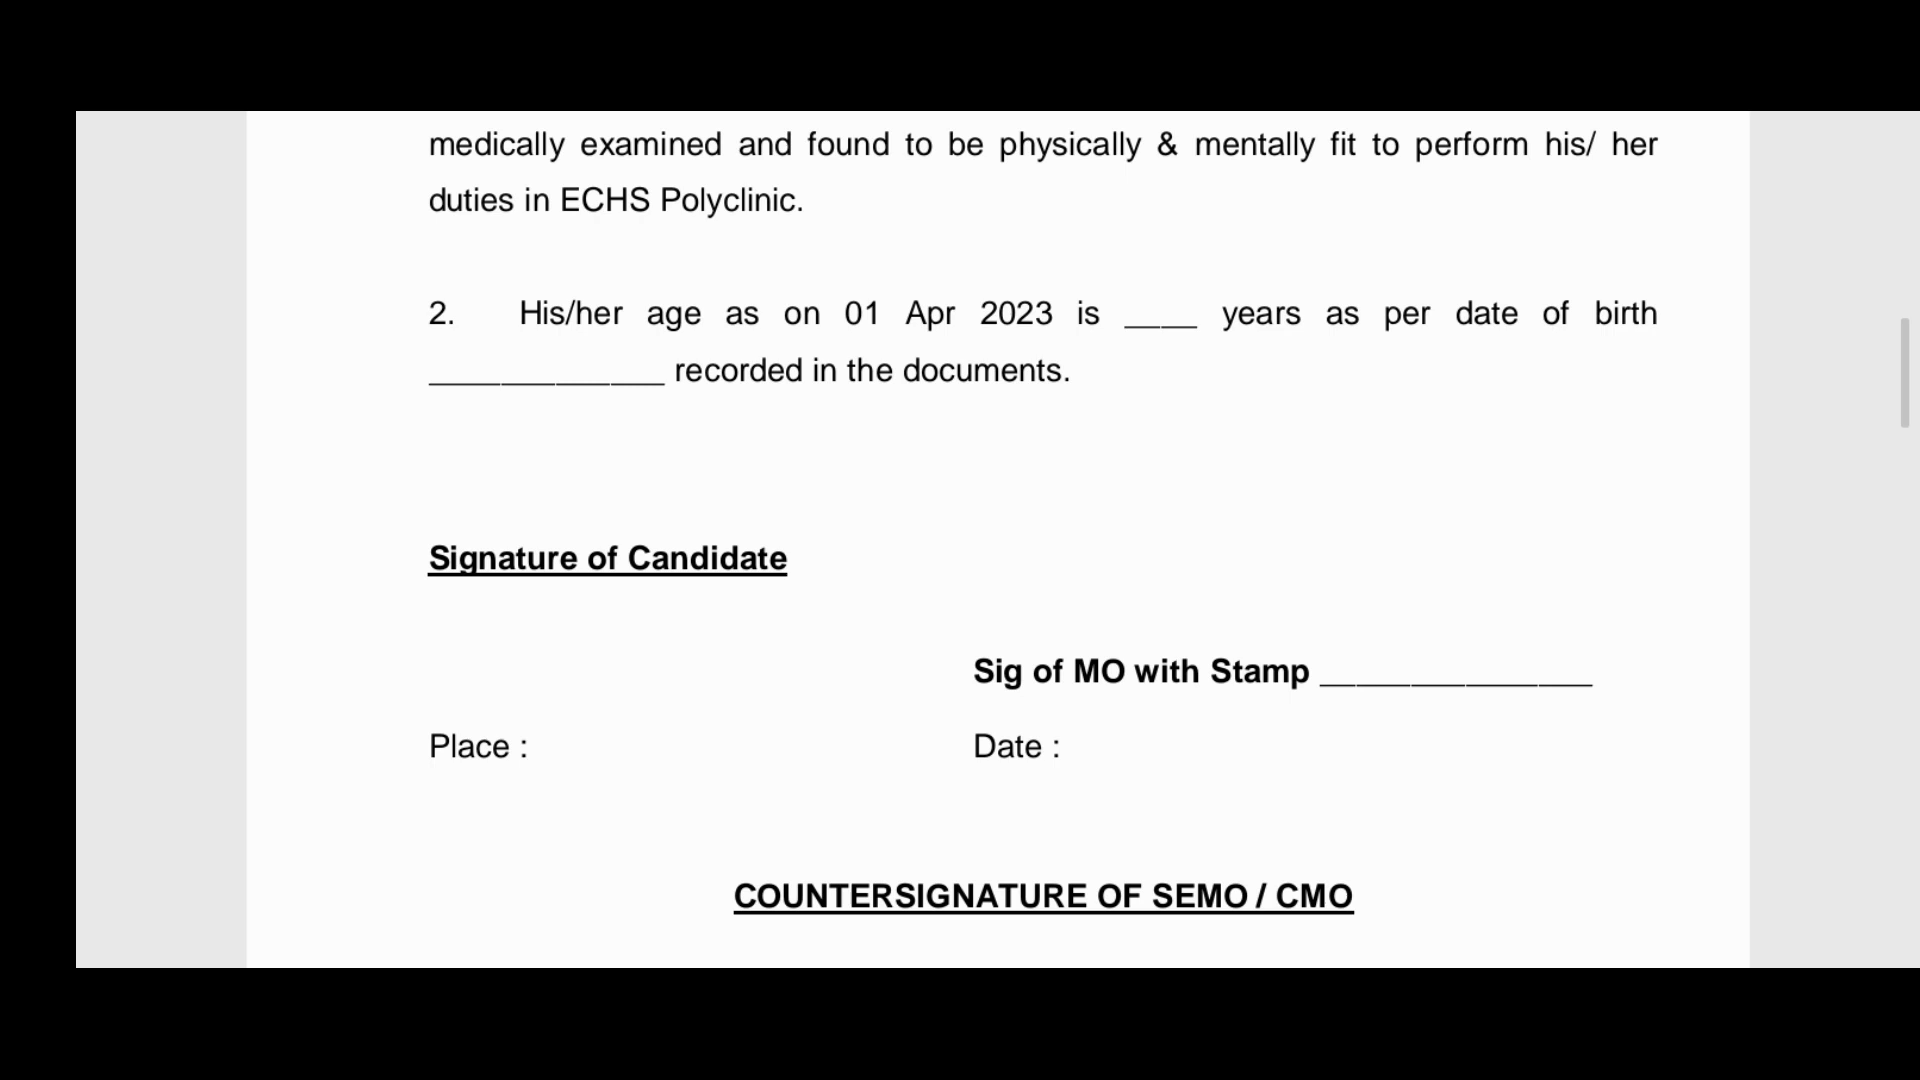 medically examined and found to be physically & mentally fit to perform his/ her
duties in ECHS Polyclinic.
2. His/her age as on 01 Apr 2023 is ____ years as per date of birth
_____________ recorded in the documents.
Signature of Candidate
Sig of MO with Stamp _______________
Place : Date :
COUNTERSIGNATURE OF SEMO / CMO